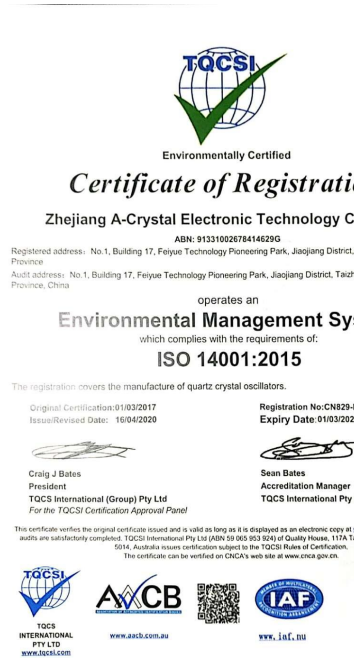 TQCSI
Environmentally Certified
Certificate of Registrati
Zhejiang A-Crystal Electronic Technology C
ABN: 91331002678414629G
Registered address: No.1, Building 17, Feiyue Technology Pioneering Park, Jiaojiang District,
Province
Audit address: No.1, Building 17, Feiyue Technology Pioneering Park, Jiaojiang District, Taizh
Province, China
operates an
Environmental Management Sys
which complies with the requirements of:
ISO 14001:2015
The registration covers the manufacture of quartz crystal oscillators.
Original Certification:01/03/2017
Registration No:CN829-
Issue/Revised Date: 16/04/2020
Expiry Date:01/03/202
Craig J Bates
Sean Bates
President
Accreditation Manager
TQCS International (Group) Pty Ltd
TQCS International Pty
For the TQCSI Certification Approval Panel
This certificate verifies the original certificate issued and is valid as long as it is displayed as an electronic copy at
audits are satisfactorily completed. TQCSI International Pty Ltd (ABN 59 065 953 924) of Quality House, 117A T
5014, Australia issues certification subject to the TQCSI Rules of Certification.
The certificate can be verified on CNCA's web site at www.cnca.gov.cn.
TQCSI
AACB
MEMBER OF MULTILATERAL
IAF
RECOGNITION ARRANGEMENT
TQCS
INTERNATIONAL
PTY LTD
www.tqcsi.com
www.aacb.com.au
www.iaf.nu